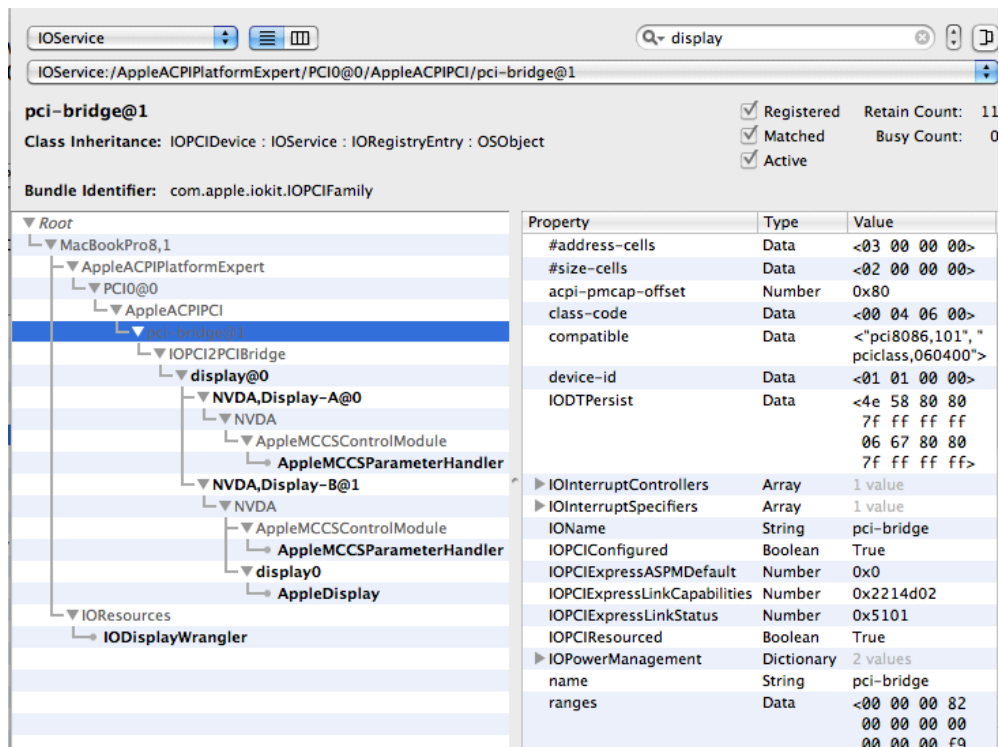 IOService
display
IOService:/AppleACPIPlatformExpert/PCI0@0/AppleACPIPCI/pci-bridge@1
pci-bridge@1
Registered Retain Count: 11
Class Inheritance: IOPCIDevice : IOService : IORegistryEntry : OSObject
Matched Busy Count: 0
Active
Bundle Identifier: com.apple.iokit.IOPCIFamily
Root
MacBookPro8,1
AppleACPIPlatformExpert
PCI0@0
AppleACPIPCI
pci-bridge@1
IOPCI2PCIBridge
display@0
NVDA,Display-A@0
NVDA
AppleMCCSControlModule
AppleMCCSParameterHandler
NVDA,Display-B@1
NVDA
AppleMCCSControlModule
AppleMCCSParameterHandler
display0
AppleDisplay
IOResources
IODisplayWrangler
Property Type Value
#address-cells Data <03 00 00 00>
#size-cells Data <02 00 00 00>
acpi-pmcap-offset Number 0x80
class-code Data <00 04 06 00>
compatible Data <"pci8086,101", "
pciclass,060400">
device-id Data <01 01 00 00>
IODTPersist Data <4e 58 80 80
7f ff ff ff
06 67 80 80
7f ff ff ff>
IOInterruptControllers Array 1 value
IOInterruptSpecifiers Array 1 value
IOName String pci-bridge
IOPCIConfigured Boolean True
IOPCIExpressASPMDefault Number 0x0
IOPCIExpressLinkCapabilities Number 0x2214d02
IOPCIExpressLinkStatus Number 0x5101
IOPCIResourced Boolean True
IOPowerManagement Dictionary 2 values
name String pci-bridge
ranges Data <00 00 00 82
00 00 00 00
00 00 00 f9